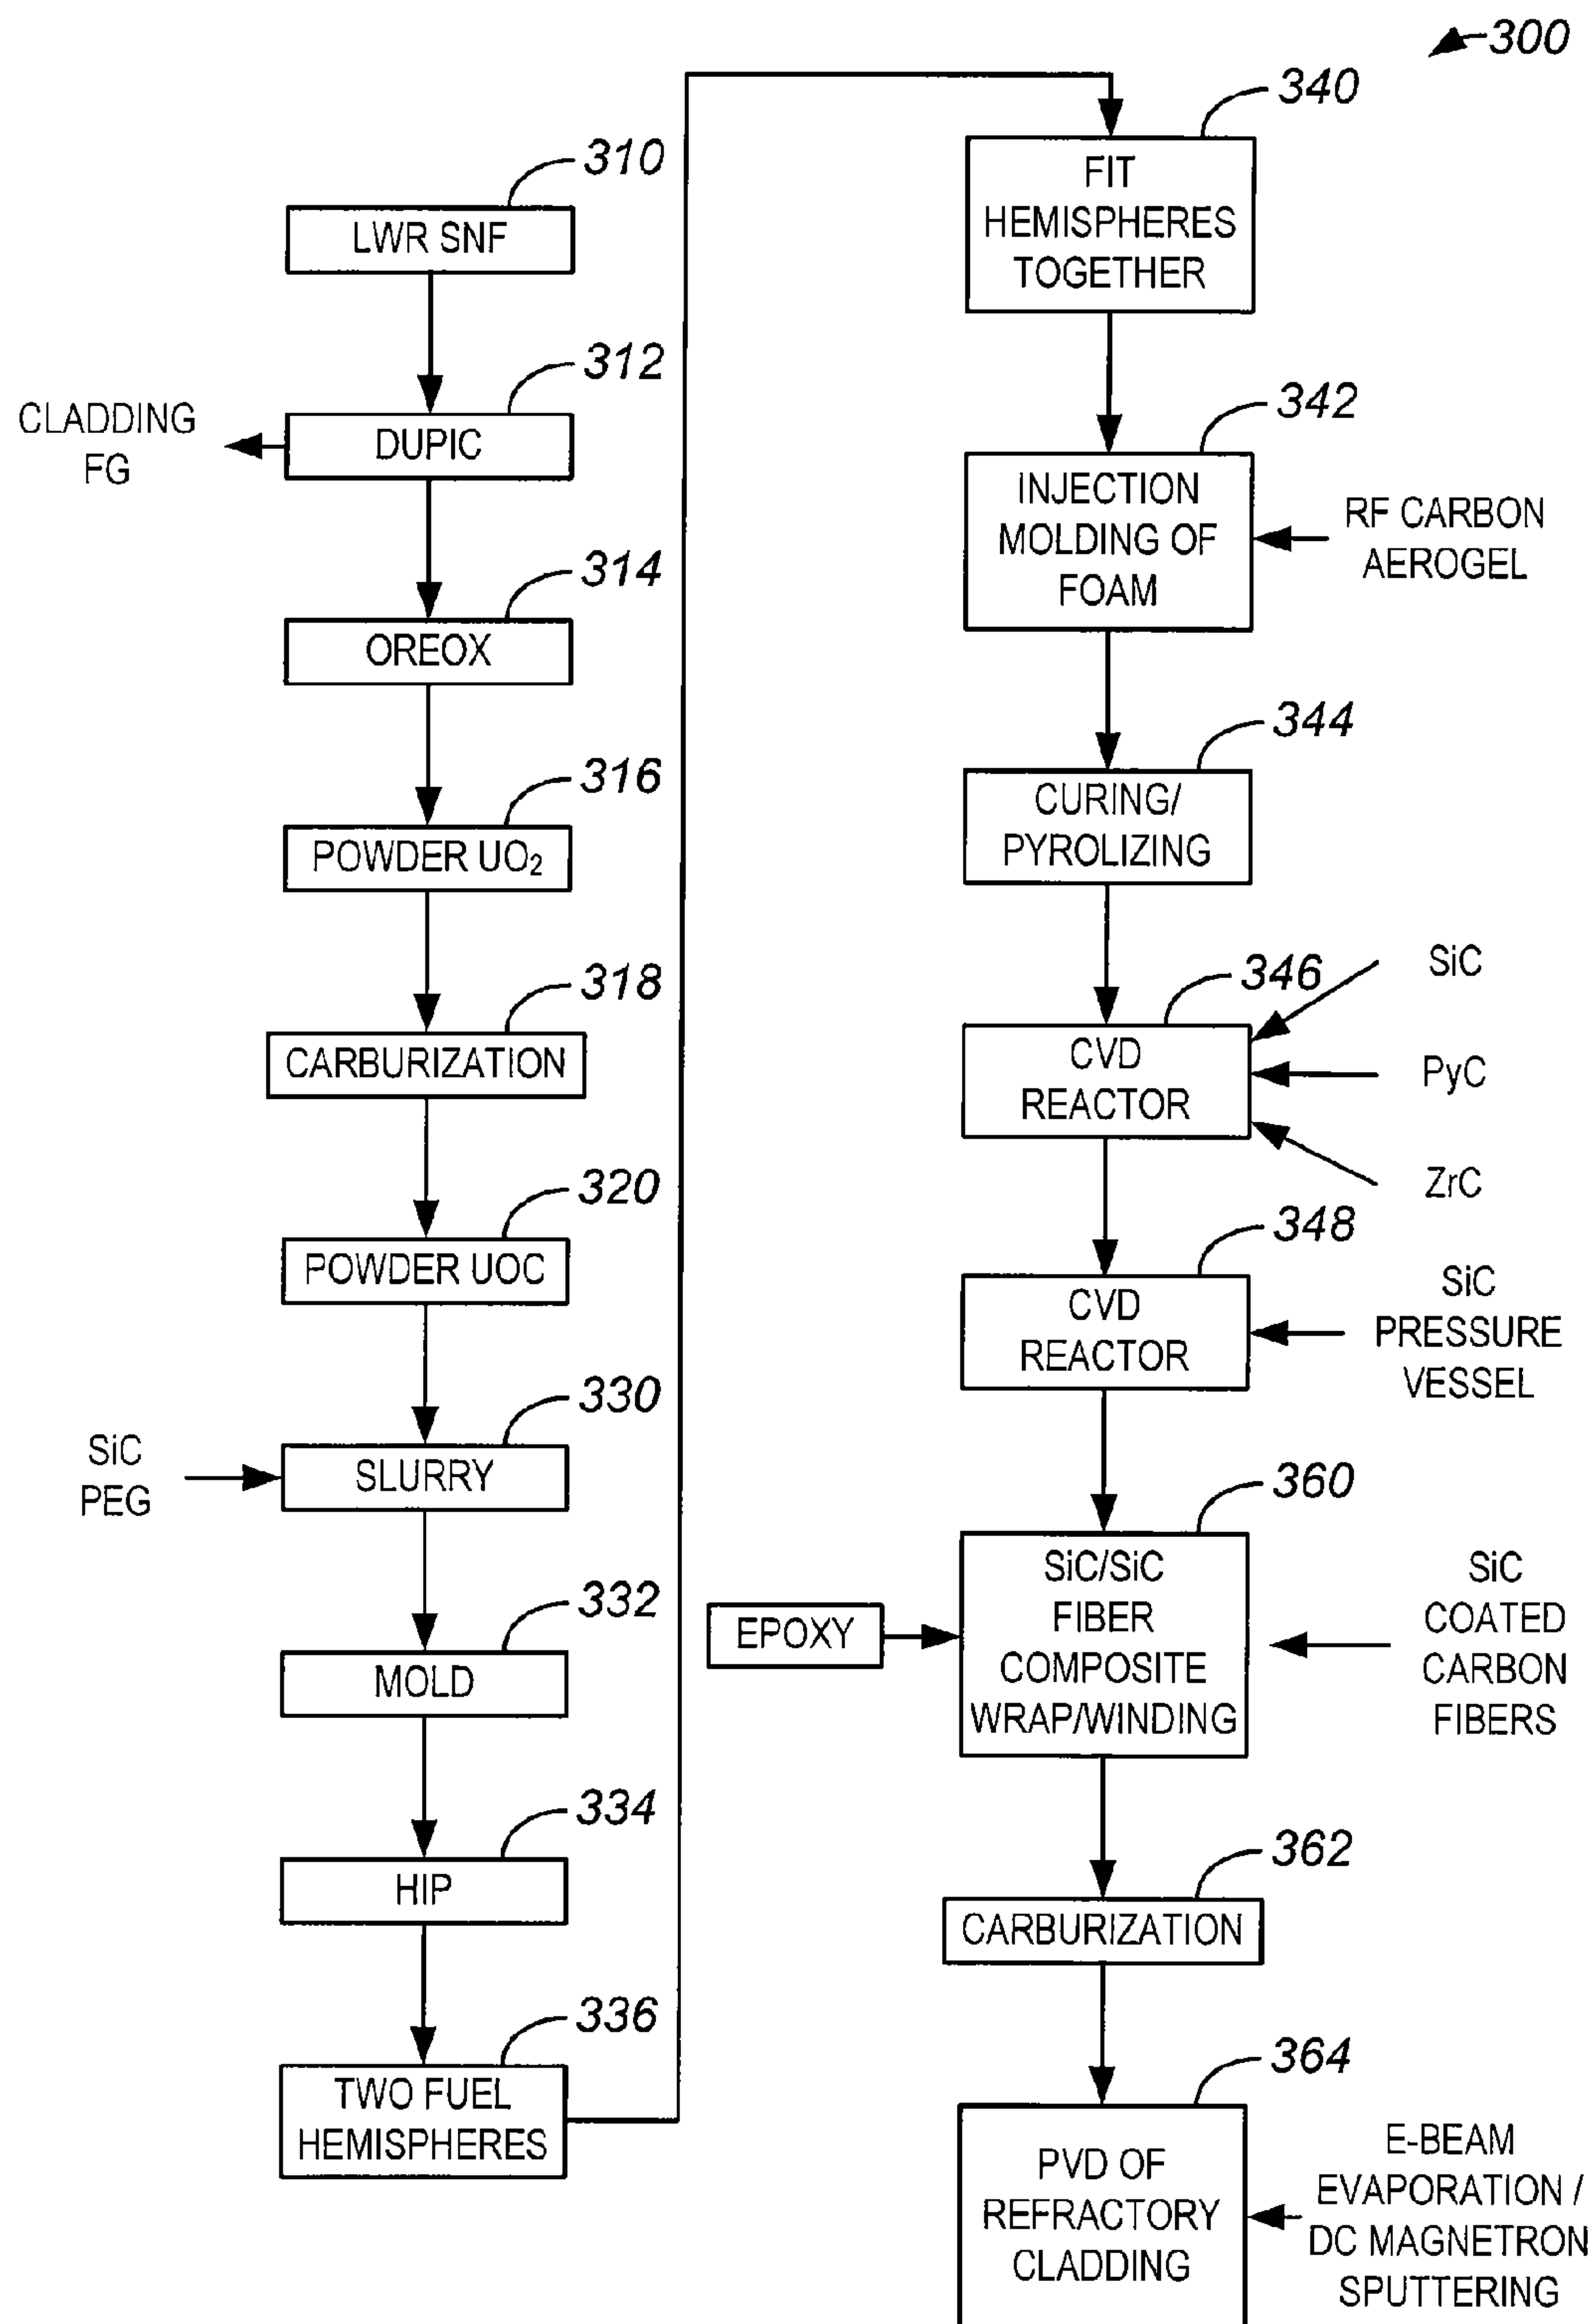 300
310
LWR SNF
312
CLADDING
FG
DUPIC
314
OREOX
316
POWDER UO₂
318
CARBURIZATION
320
POWDER UOC
330
SiC
PEG
SLURRY
332
MOLD
334
HIP
336
TWO FUEL
HEMISPHERES
340
FIT
HEMISPHERES
TOGETHER
342
INJECTION
MOLDING OF
FOAM
RF CARBON
AEROGEL
344
CURING/
PYROLIZING
346
CVD
REACTOR
SiC
PyC
ZrC
348
CVD
REACTOR
SiC
PRESSURE
VESSEL
360
EPOXY
SiC/SiC
FIBER
COMPOSITE
WRAP/WINDING
SiC
COATED
CARBON
FIBERS
362
CARBURIZATION
364
PVD OF
REFRACTORY
CLADDING
E-BEAM
EVAPORATION /
DC MAGNETRON
SPUTTERING